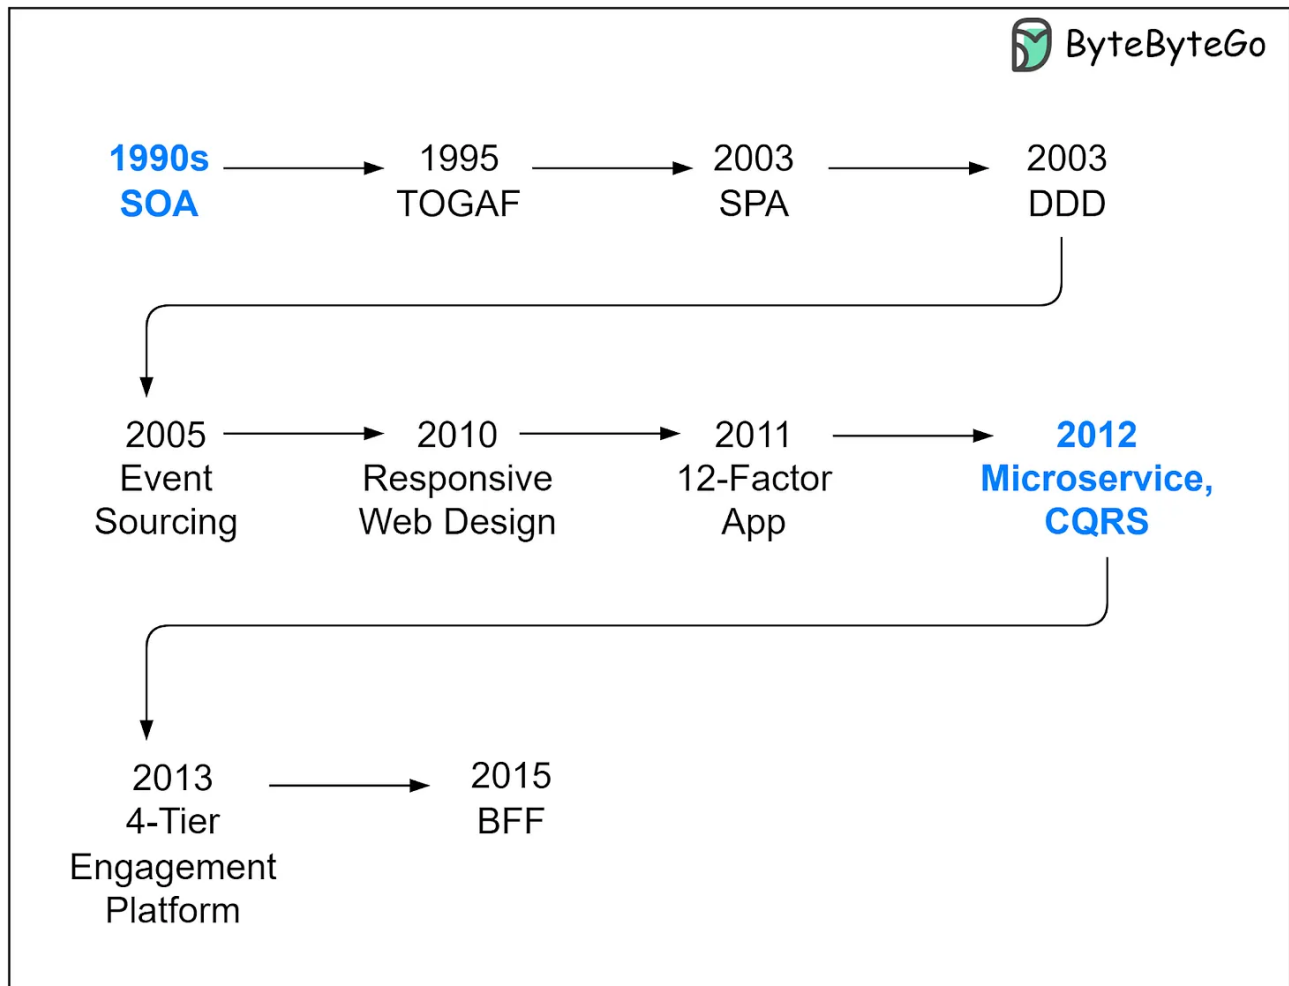 ByteByteGo
1990s
SOA
1995
TOGAF
2003
SPA
2003
DDD
2005
Event
Sourcing
2010
Responsive
Web Design
2011
12-Factor
App
2012
Microservice,
CQRS
2013
4-Tier
Engagement
Platform
2015
BFF